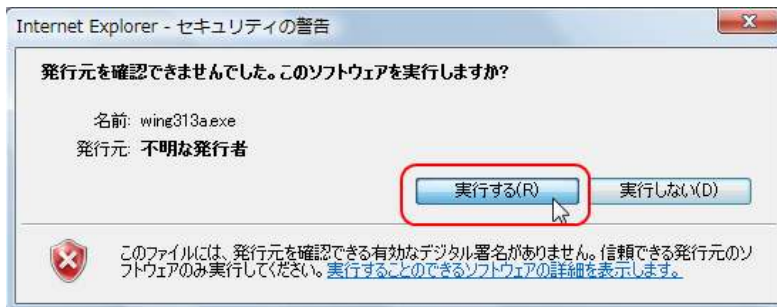 Internet Explorer - セキュリティの警告
発行元を確認できませんでした。このソフトウェアを実行しますか?
名前: wing313a.exe
発行元: 不明な発行者
実行する(R) 実行しない(D)
このファイルには、発行元を確認できる有効なデジタル署名がありません。信頼できる発行元のソ
フトウェアのみ実行してください。実行することのできるソフトウェアの詳細を表示します。